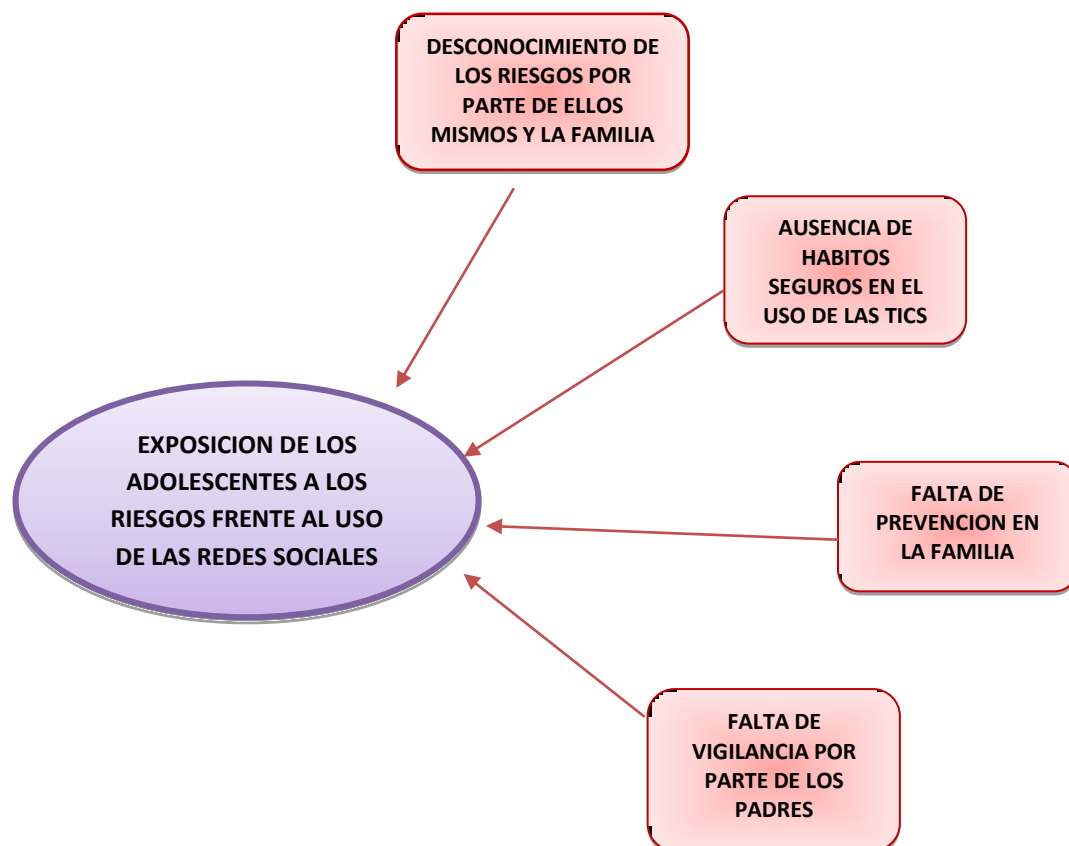 DESCONOCIMIENTO DE
LOS RIESGOS POR
PARTE DE ELLOS
MISMOS Y LA FAMILIA
AUSENCIA DE
HABITOS
SEGUROS EN EL
USO DE LAS TICS
EXPOSICION DE LOS
ADOLESCENTES A LOS
RIESGOS FRENTE AL USO
DE LAS REDES SOCIALES
FALTA DE
PREVENCION EN
LA FAMILIA
FALTA DE
VIGILANCIA POR
PARTE DE LOS
PADRES